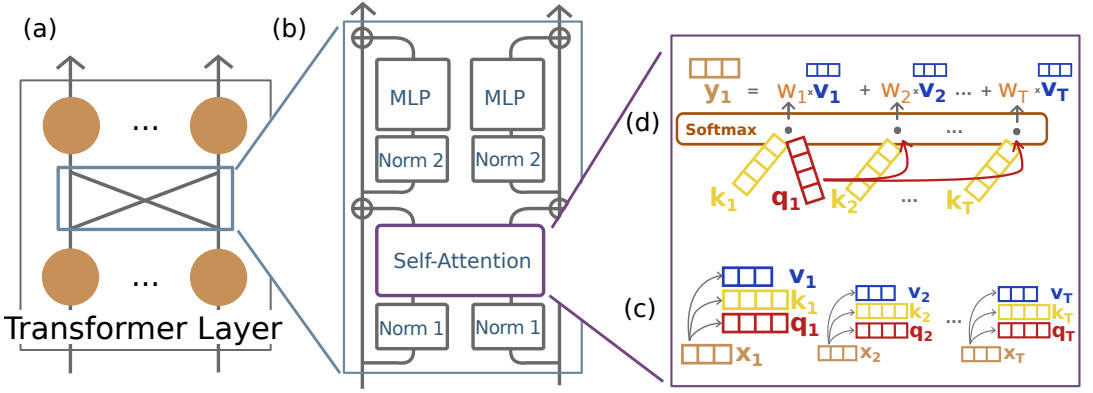 (a)
...
...
Transformer Layer
(b)
MLP
MLP
Norm 2
Norm 2
Self-Attention
Norm 1
Norm 1
(d)
y1 = w1 x v1 + w2 x v2 ... + wT x vT
Softmax
...
k1
q1
k2
...
kT
(c)
v1
k1
q1
x1
v2
k2
q2
x2
...
vT
kT
qT
xT